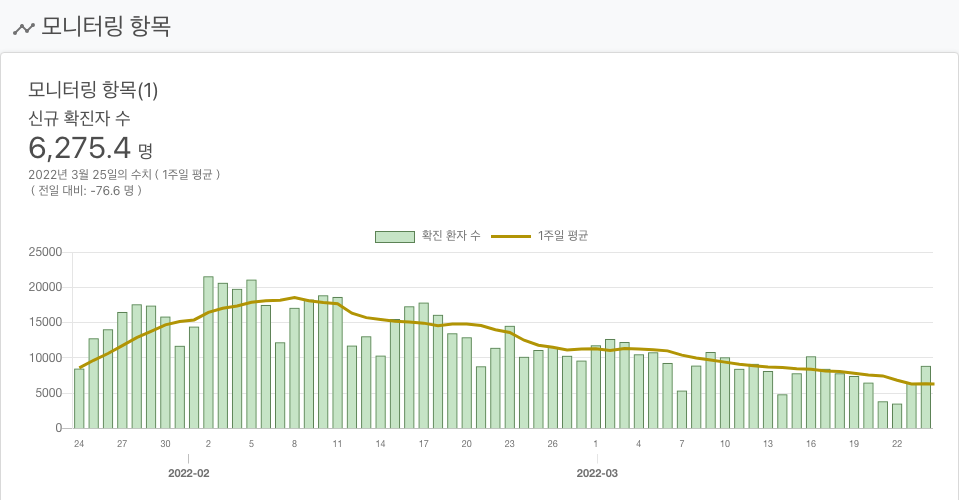 모니터링 항목
모니터링 항목(1)
신규 확진자 수
6,275.4 명
2022년 3월 25일의 수치 ( 1주일 평균 )
( 전일 대비: -76.6 명 )
확진 환자 수 1주일 평균
25000
20000
15000
10000
5000
0
24 27 30 2 5 8 11 14 17 20 23 26 1 4 7 10 13 16 19 22
2022-02 2022-03